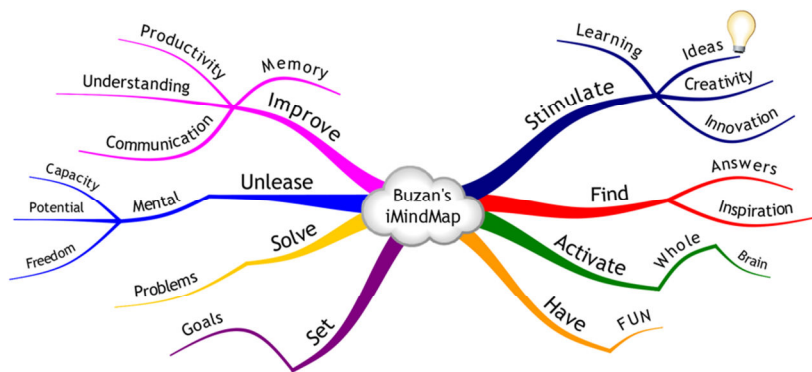 Buzan's
iMindMap
Stimulate
Learning
Ideas
Creativity
Innovation
Find
Answers
Inspiration
Activate
Whole
Brain
Have
FUN
Set
Goals
Solve
Problems
Unlease
Mental
Capacity
Potential
Freedom
Improve
Productivity
Understanding
Communication
Memory